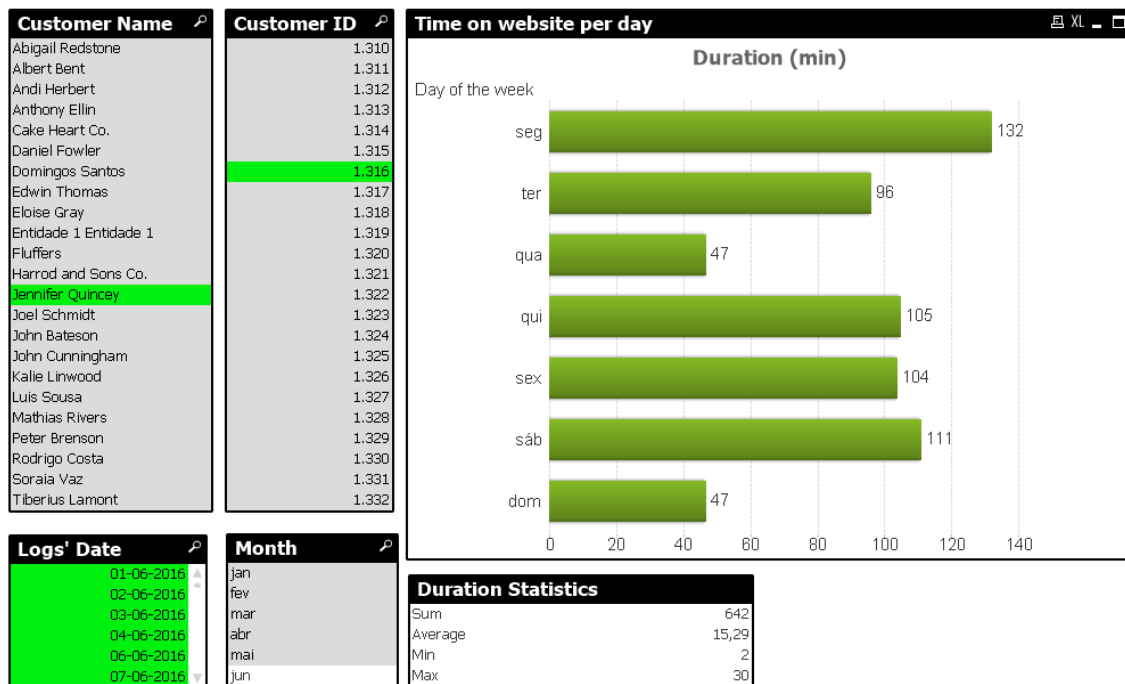 Customer Name
Abigail Redstone
Albert Bent
Andi Herbert
Anthony Ellin
Cake Heart Co.
Daniel Fowler
Domingos Santos
Edwin Thomas
Eloise Gray
Entidade 1 Entidade 1
Fluffers
Harrod and Sons Co.
Jennifer Quincey
Joel Schmidt
John Bateson
John Cunningham
Kalie Linwood
Luis Sousa
Mathias Rivers
Peter Brenson
Rodrigo Costa
Soraia Vaz
Tiberius Lamont
Customer ID
1.310
1.311
1.312
1.313
1.314
1.315
1.316
1.317
1.318
1.319
1.320
1.321
1.322
1.323
1.324
1.325
1.326
1.327
1.328
1.329
1.330
1.331
1.332
Time on website per day XL
Duration (min)
Day of the week
seg 132
ter 96
qua 47
qui 105
sex 104
sáb 111
dom 47
0 20 40 60 80 100 120 140
Logs' Date
01-06-2016
02-06-2016
03-06-2016
04-06-2016
06-06-2016
07-06-2016
Month
jan
fev
mar
abr
mai
jun
Duration Statistics
Sum 642
Average 15,29
Min 2
Max 30